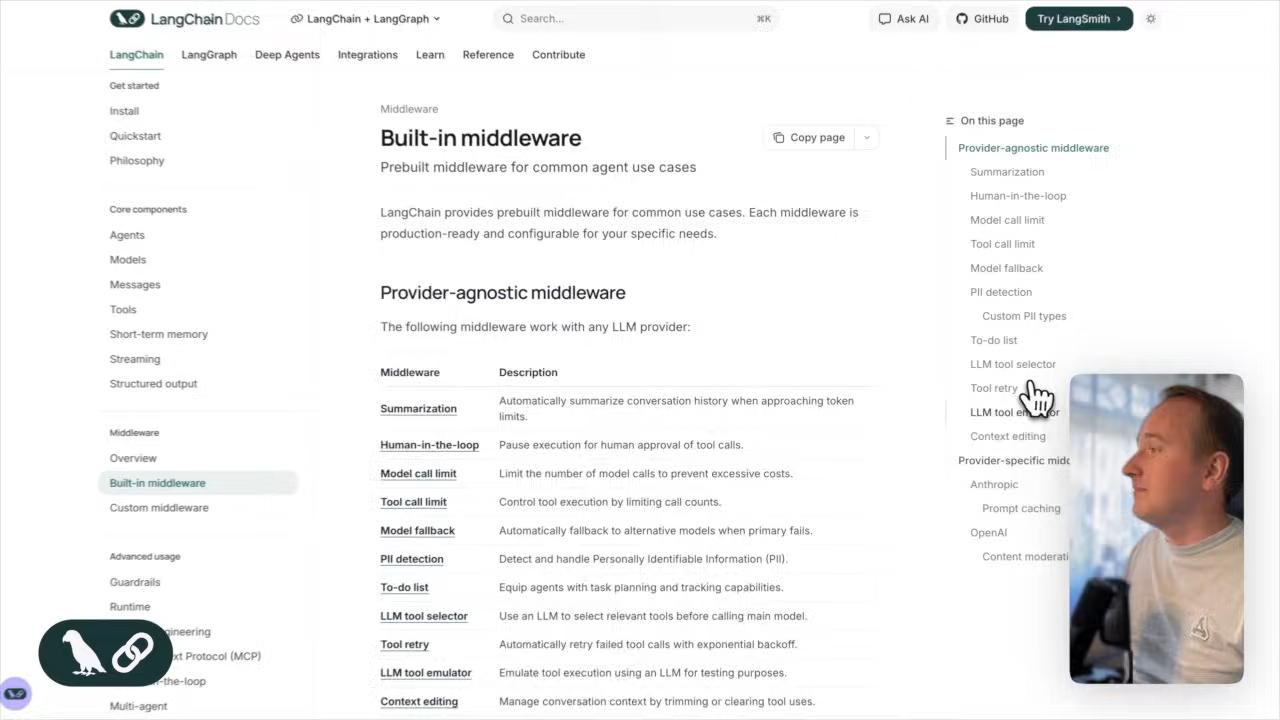 LangChain Docs
LangChain + LangGraph
Search...
⌘K
Ask AI
GitHub
Try LangSmith
LangChain
LangGraph
Deep Agents
Integrations
Learn
Reference
Contribute
Get started
Install
Quickstart
Philosophy
Core components
Agents
Models
Messages
Tools
Short-term memory
Streaming
Structured output
Middleware
Overview
Built-in middleware
Custom middleware
Advanced usage
Guardrails
Runtime
Protocol (MCP)
Multi-agent
Middleware
Built-in middleware
Copy page
Prebuilt middleware for common agent use cases
LangChain provides prebuilt middleware for common use cases. Each middleware is
production-ready and configurable for your specific needs.
Provider-agnostic middleware
The following middleware work with any LLM provider:
Middleware Description
Summarization Automatically summarize conversation history when approaching token
limits.
Human-in-the-loop Pause execution for human approval of tool calls.
Model call limit Limit the number of model calls to prevent excessive costs.
Tool call limit Control tool execution by limiting call counts.
Model fallback Automatically fallback to alternative models when primary fails.
PII detection Detect and handle Personally Identifiable Information (PII).
To-do list Equip agents with task planning and tracking capabilities.
LLM tool selector Use an LLM to select relevant tools before calling main model.
Tool retry Automatically retry failed tool calls with exponential backoff.
LLM tool emulator Emulate tool execution using an LLM for testing purposes.
Context editing Manage conversation context by trimming or clearing tool uses.
On this page
Provider-agnostic middleware
Summarization
Human-in-the-loop
Model call limit
Tool call limit
Model fallback
PII detection
Custom PII types
To-do list
LLM tool selector
Tool retry
LLM tool
Context editing
Provider-specific
Anthropic
Prompt caching
OpenAI
Content